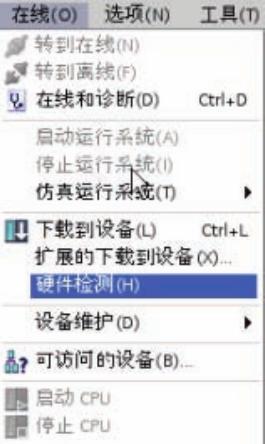 在线(O) 选项(N) 工具(T)
转到在线(N)
转到离线(F)
在线和诊断(D) Ctrl+D
启动运行系统(A)
停止运行系统(I)
仿真运行系统(T)
下载到设备(L) Ctrl+L
扩展的下载到设备(X)...
硬件检测(H)
设备维护(D)
可访问的设备(B)...
启动 CPU
停止 CPU